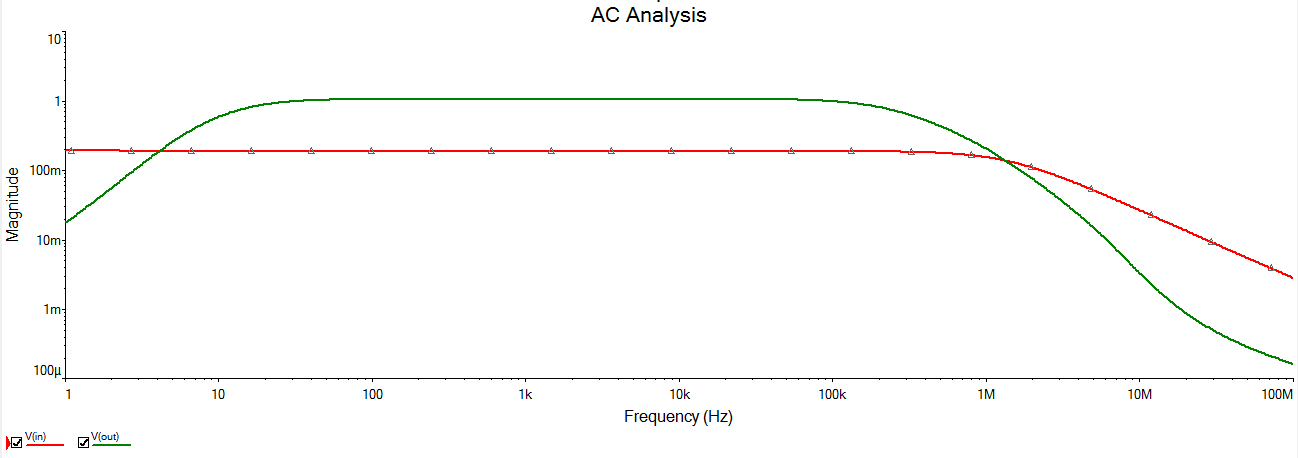 AC Analysis
10
1
100m
10m
1m
100µ
Magnitude
1 10 100 1k 10k 100k 1M 10M 100M
Frequency (Hz)
V(in) V(out)